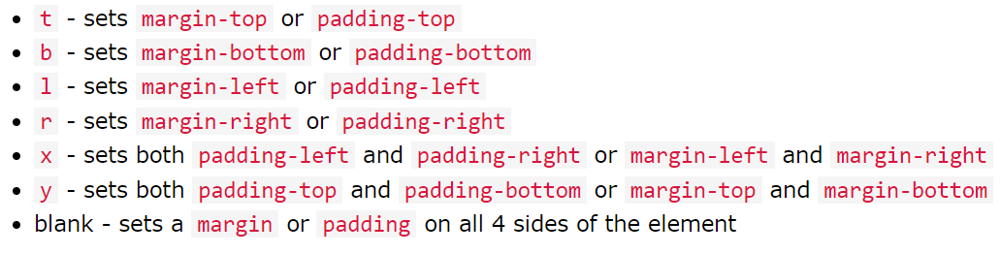 • t - sets margin-top or padding-top
• b - sets margin-bottom or padding-bottom
• l - sets margin-left or padding-left
• r - sets margin-right or padding-right
• x - sets both padding-left and padding-right or margin-left and margin-right
• y - sets both padding-top and padding-bottom or margin-top and margin-bottom
• blank - sets a margin or padding on all 4 sides of the element